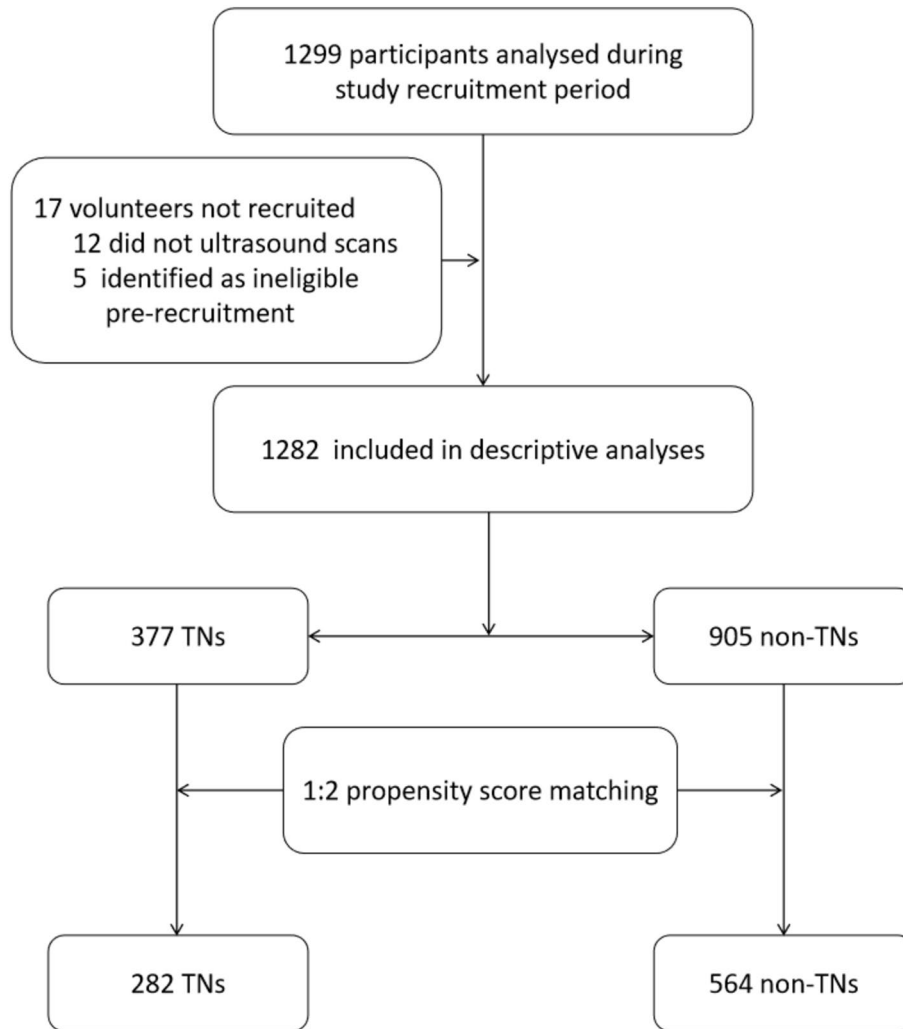 1299 participants analysed during
study recruitment period
17 volunteers not recruited
12 did not ultrasound scans
5 identified as ineligible
pre-recruitment
1282 included in descriptive analyses
377 TNs
905 non-TNs
1:2 propensity score matching
282 TNs
564 non-TNs